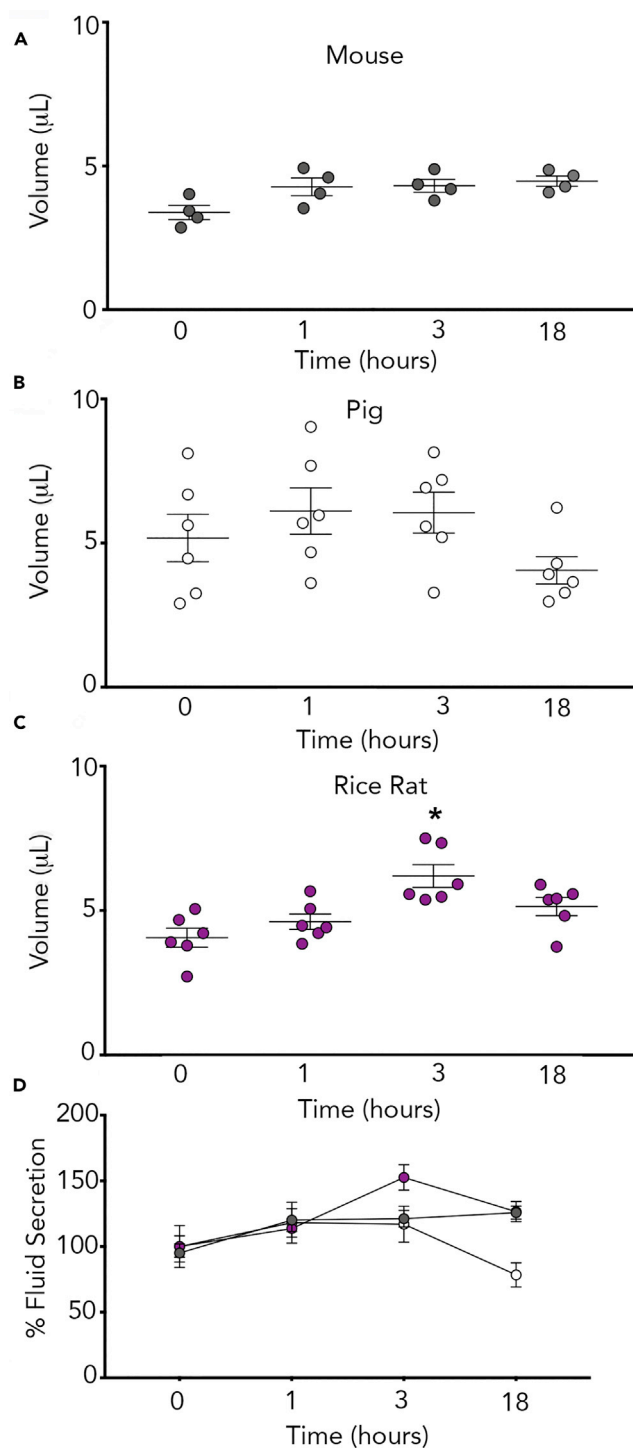 A
Mouse
10
5
0
Volume (µL)
0 1 3 18
Time (hours)
B
Pig
10
5
0
Volume (µL)
0 1 3 18
Time (hours)
C
Rice Rat
*
10
5
0
Volume (µL)
0 1 3 18
Time (hours)
D
200
150
100
50
0
% Fluid Secretion
0 1 3 18
Time (hours)